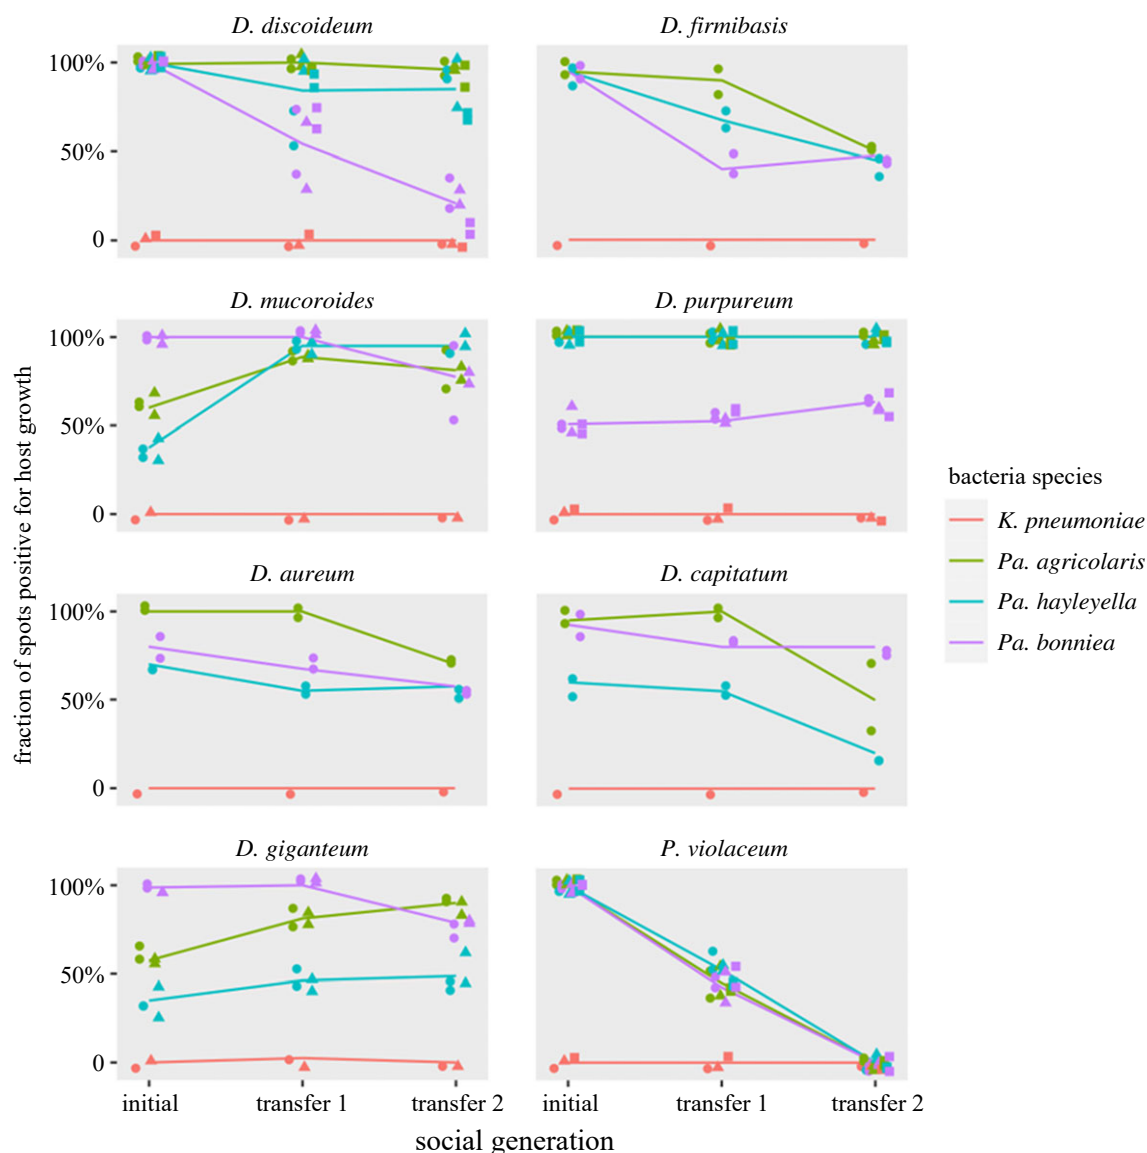 D. discoideum
D. firmibasis
100%
50%
0
D. mucoroides
D. purpureum
100%
50%
0
fraction of spots positive for host growth
bacteria species
K. pneumoniae
Pa. agricolaris
Pa. hayleyella
Pa. bonniea
D. aureum
D. capitatum
100%
50%
0
D. giganteum
P. violaceum
100%
50%
0
initial transfer 1 transfer 2 initial transfer 1 transfer 2
social generation